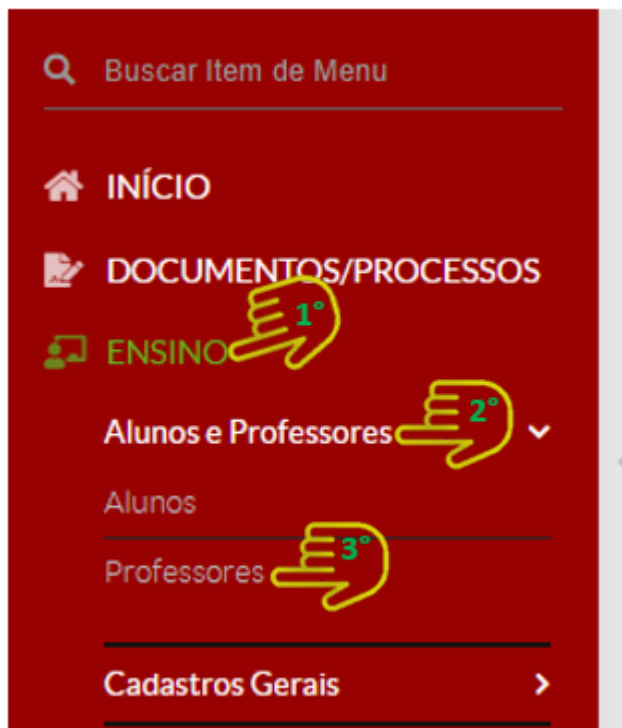 Buscar Item de Menu
INÍCIO
DOCUMENTOS/PROCESSOS
1°
ENSINO
2°
Alunos e Professores
Alunos
3°
Professores
Cadastros Gerais